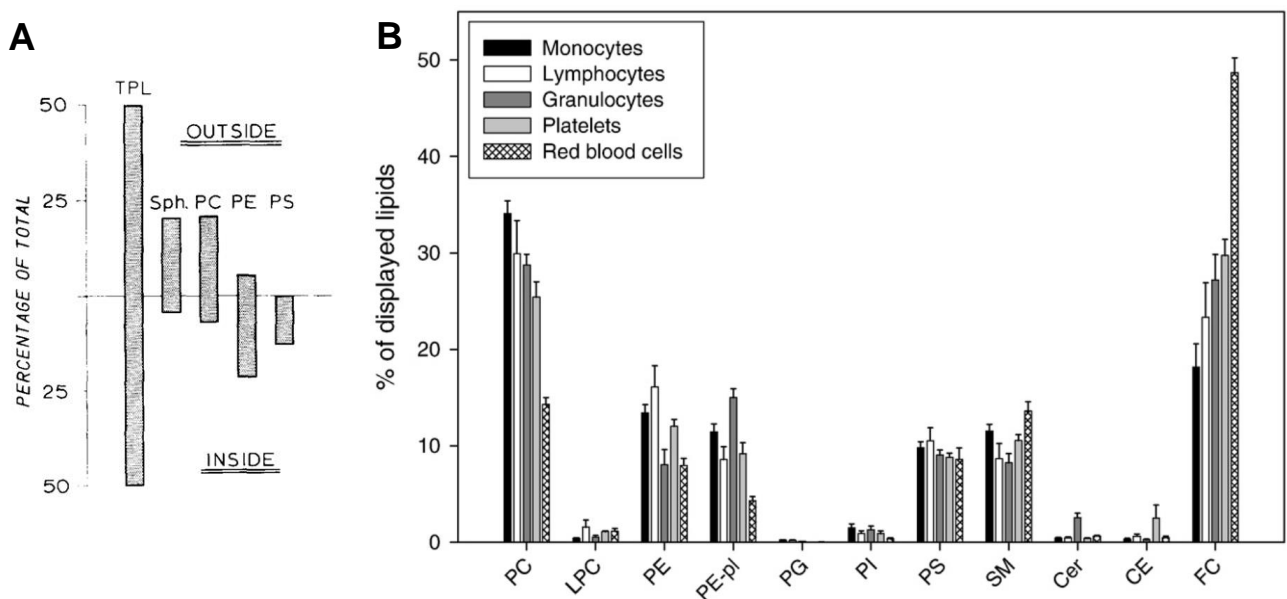 A
TPL
50
OUTSIDE
25
Sph. PC PE PS
PERCENTAGE OF TOTAL
25
INSIDE
50
B
Monocytes
Lymphocytes
Granulocytes
Platelets
Red blood cells
% of displayed lipids
50
40
30
20
10
0
PC LPC PE PE-pl PG PI PS SM Cer CE FC